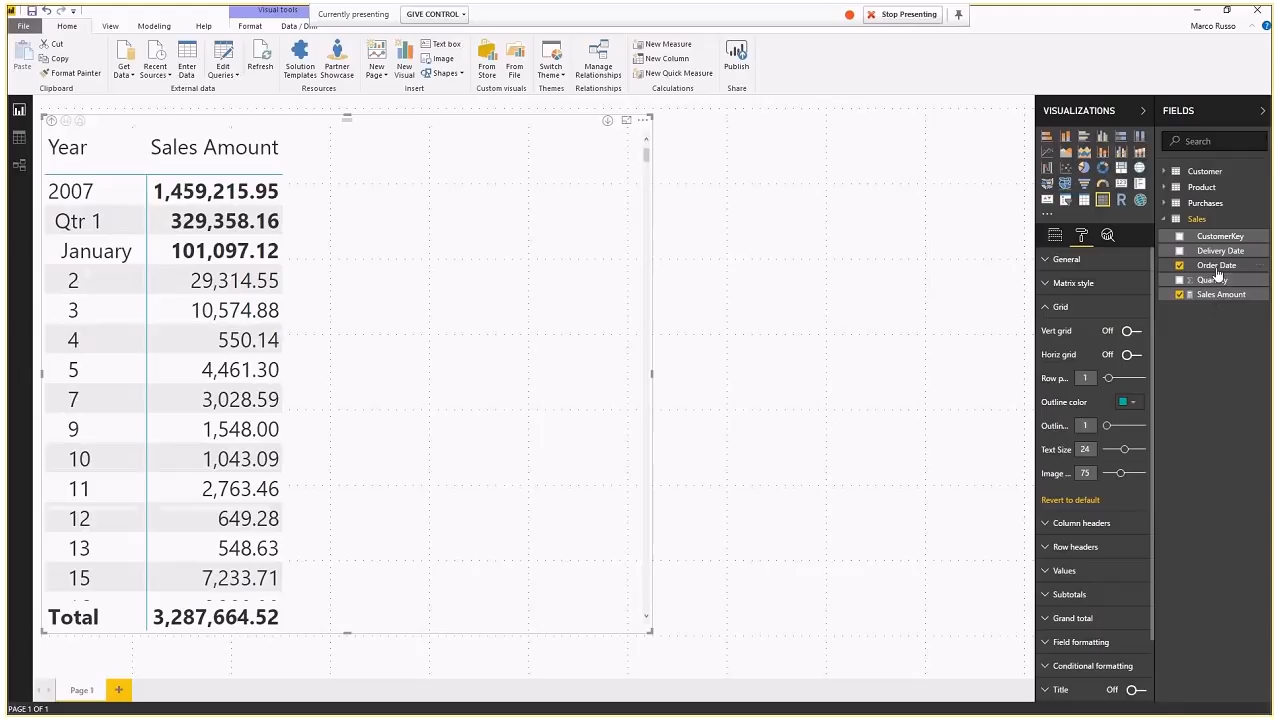 Visual tools
Currently presenting
GIVE CONTROL
Stop Presenting
Marco Russo
File
Home
View
Modeling
Help
Format
Data / Dri
Paste
Cut
Copy
Format Painter
Clipboard
Get Data
Recent Sources
Enter Data
Edit Queries
Refresh
External data
Solution Templates
Partner Showcase
Resources
New Page
New Visual
Text box
Image
Shapes
Insert
From Store
From File
Custom visuals
Switch Theme
Themes
Manage Relationships
Relationships
New Measure
New Column
New Quick Measure
Calculations
Publish
Share
Year Sales Amount
2007 1,459,215.95
Qtr 1 329,358.16
January 101,097.12
2 29,314.55
3 10,574.88
4 550.14
5 4,461.30
7 3,028.59
9 1,548.00
10 1,043.09
11 2,763.46
12 649.28
13 548.63
15 7,233.71
Total 3,287,664.52
VISUALIZATIONS
General
Matrix style
Grid
Vert grid Off
Horiz grid Off
Row p... 1
Outline color
Outlin... 1
Text Size 24
Image ... 75
Revert to default
Column headers
Row headers
Values
Subtotals
Grand total
Field formatting
Conditional formatting
Title Off
FIELDS
Search
Customer
Product
Purchases
Sales
CustomerKey
Delivery Date
Order Date
Sales Amount
Page 1
PAGE 1 OF 1